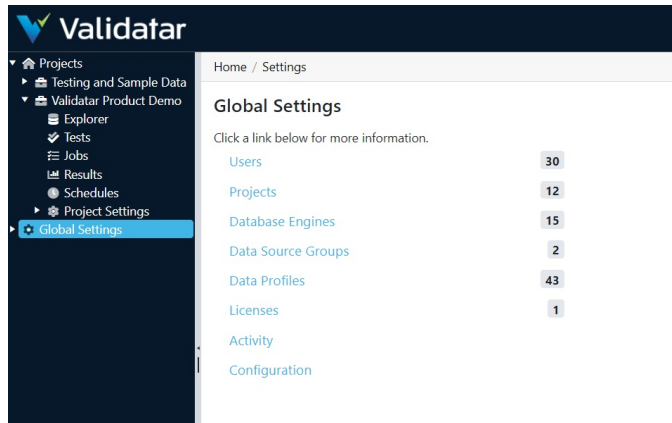 Validatar
Projects
Testing and Sample Data
Validatar Product Demo
Explorer
Tests
Jobs
Results
Schedules
Project Settings
Global Settings
Home / Settings
Global Settings
Click a link below for more information.
Users 30
Projects 12
Database Engines 15
Data Source Groups 2
Data Profiles 43
Licenses 1
Activity
Configuration